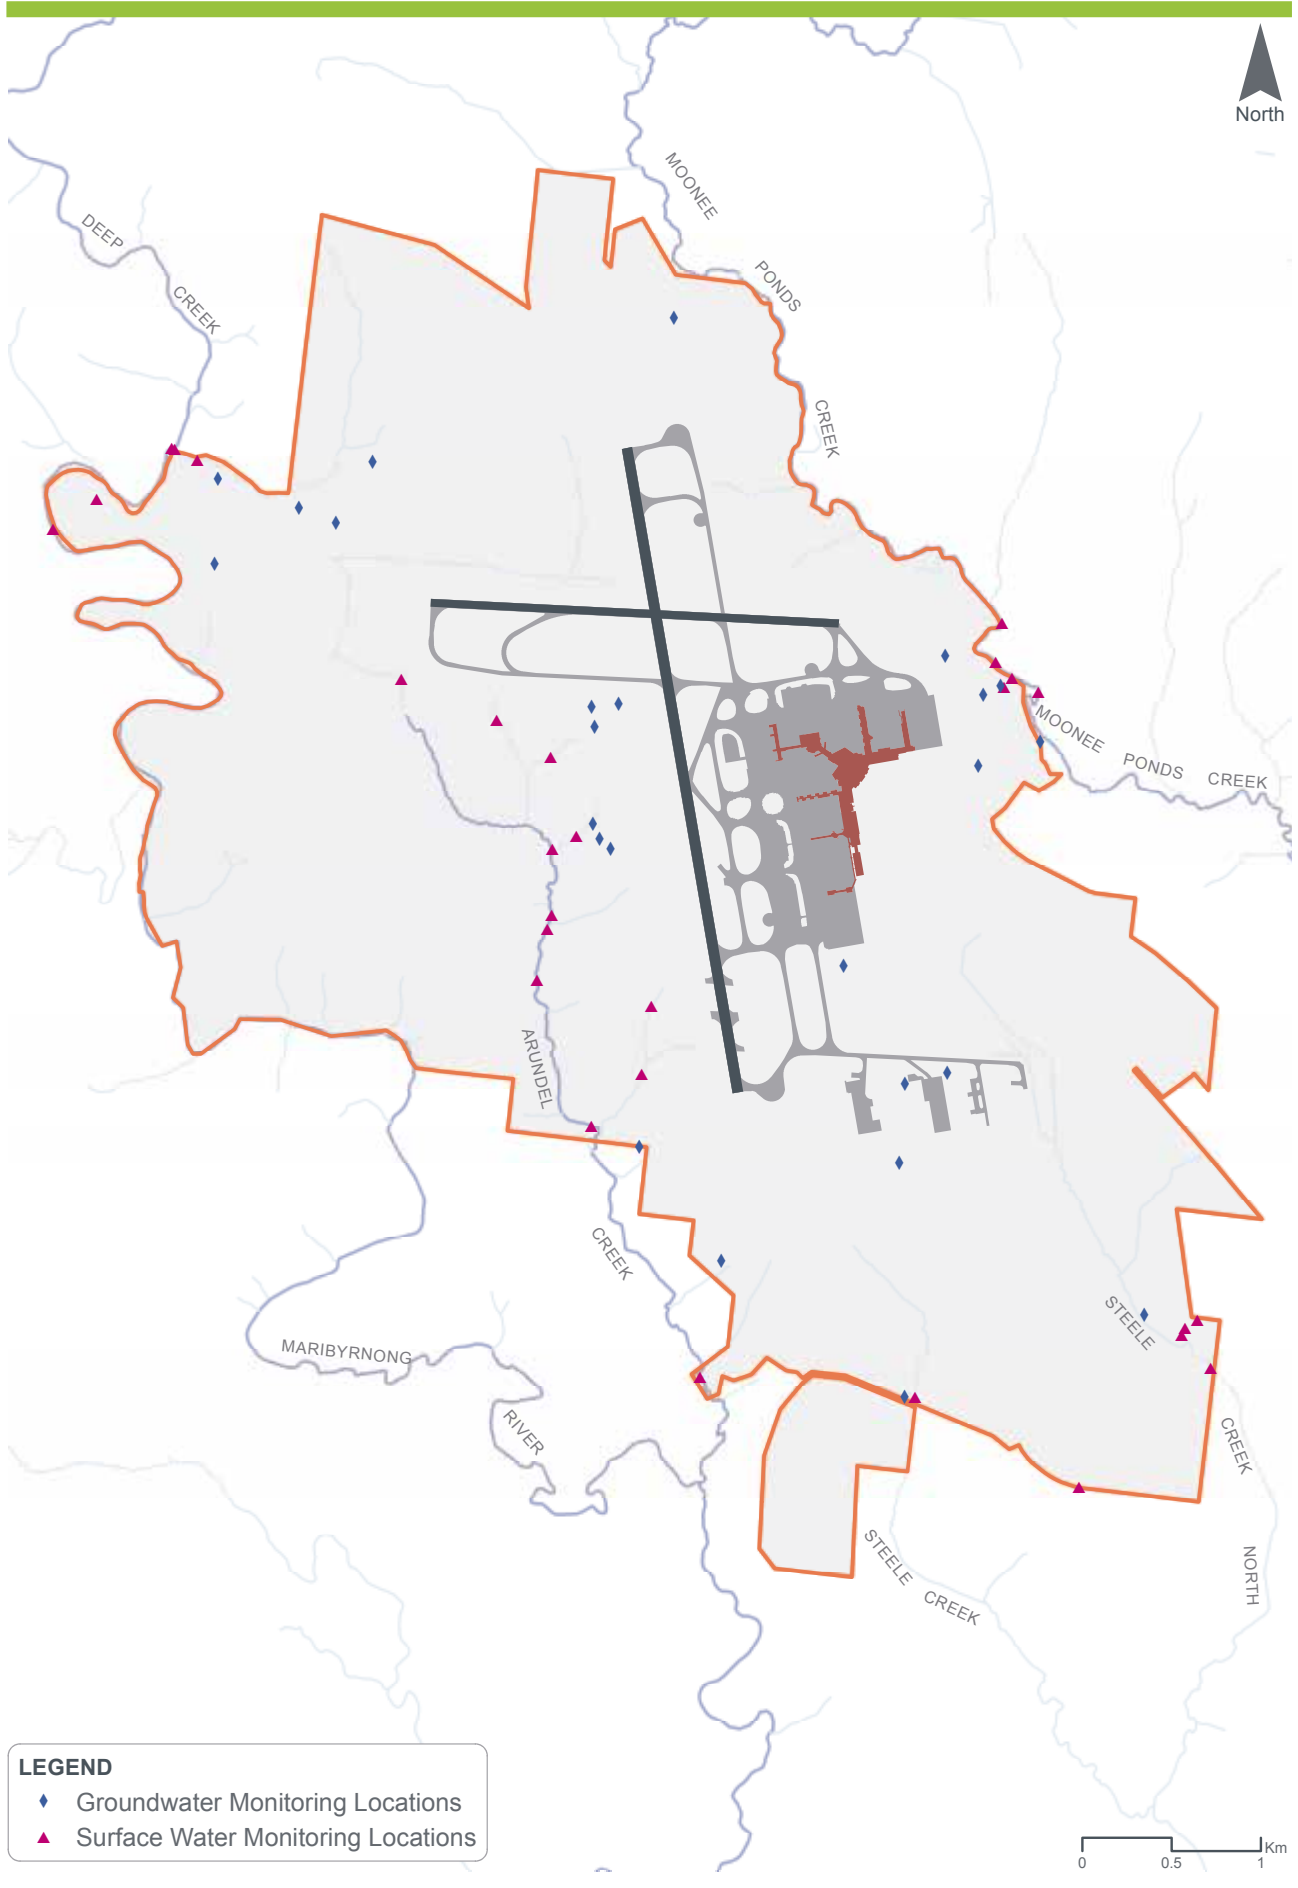 North
MOONEE
PONDS
CREEK
DEEP
CREEK
MOONEE
PONDS
CREEK
ARUNDEL
CREEK
MARIBYRNONG
RIVER
STEELE
CREEK
NORTH
STEELE
CREEK
LEGEND
Groundwater Monitoring Locations
Surface Water Monitoring Locations
0
0.5
1
Km